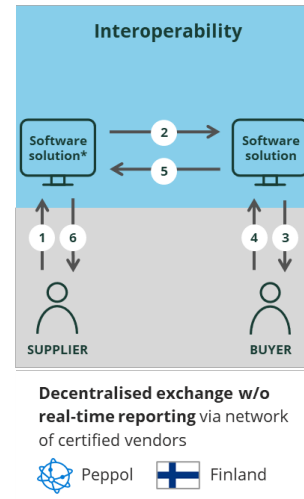 Interoperability
Software
solution*
2
Software
solution
5
1
6
4
3
SUPPLIER
BUYER
Decentralised exchange w/o
real-time reporting via network
of certified vendors
Peppol
Finland